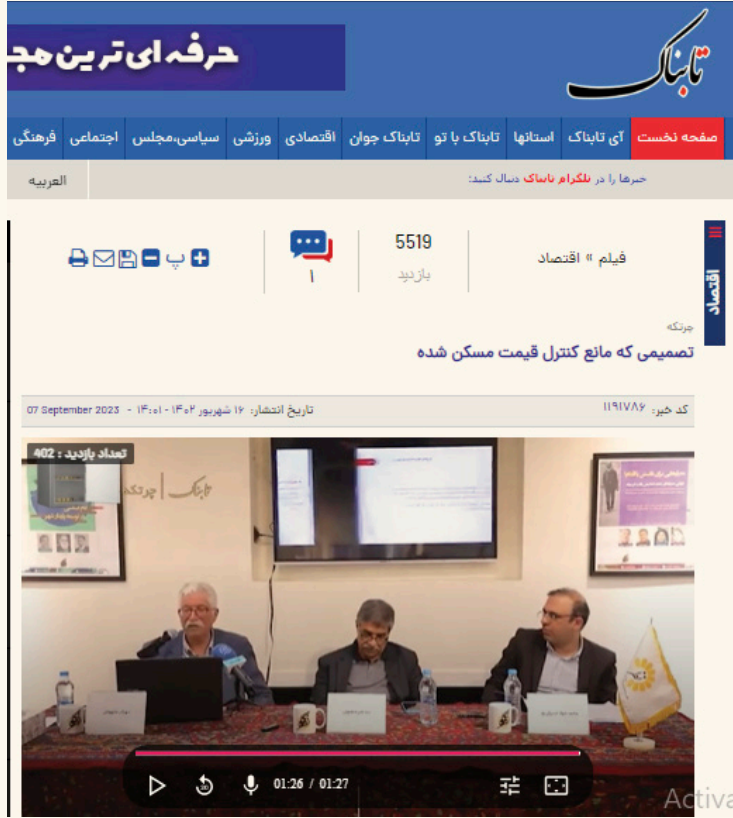 حرفه ای ترین مجـ
تابناک
صفحه نخست آی تابناک استانها تابناک با تو تابناک جوان اقتصادی ورزشی سیاسی،مجلس اجتماعی فرهنگی
خبرها را در تلگرام تابناک دنبال کنید:
العربیه
اقتصاد
فیلم » اقتصاد
5519
بازدید
۱
پ
چرتکه
تصمیمی که مانع کنترل قیمت مسکن شده
کد خبر: ۱۱۹۱۷۸۶
تاریخ انتشار: ۱۶ شهریور ۱۴۰۲ - ۱۴:۰۱ - 07 September 2023
تعداد بازدید : 402
تابناک | چرتکه
01:26 / 01:27
Activa